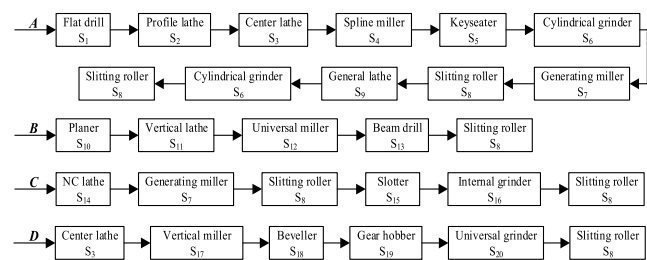 A Flat drill Profile lathe Center lathe Spline miller Keyseater Cylindrical grinder
S1 S2 S3 S4 S5 S6
Slitting roller Cylindrical grinder General lathe Slitting roller Generating miller
S8 S6 S9 S8 S7
B Planer Vertical lathe Universal miller Beam drill Slitting roller
S10 S11 S12 S13 S8
C NC lathe Generating miller Slitting roller Slotter Internal grinder Slitting roller
S14 S7 S8 S15 S16 S8
D Center lathe Vertical miller Beveller Gear hobber Universal grinder Slitting roller
S3 S17 S18 S19 S20 S8